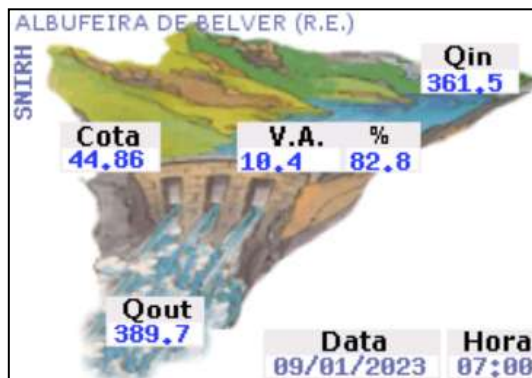 ALBUFEIRA DE BELVER (R.E.)
SNIRH
Qin
361.5
Cota V.A. %
44.86 10.4 82.8
Qout
389.7
Data Hora
09/01/2023 07:00